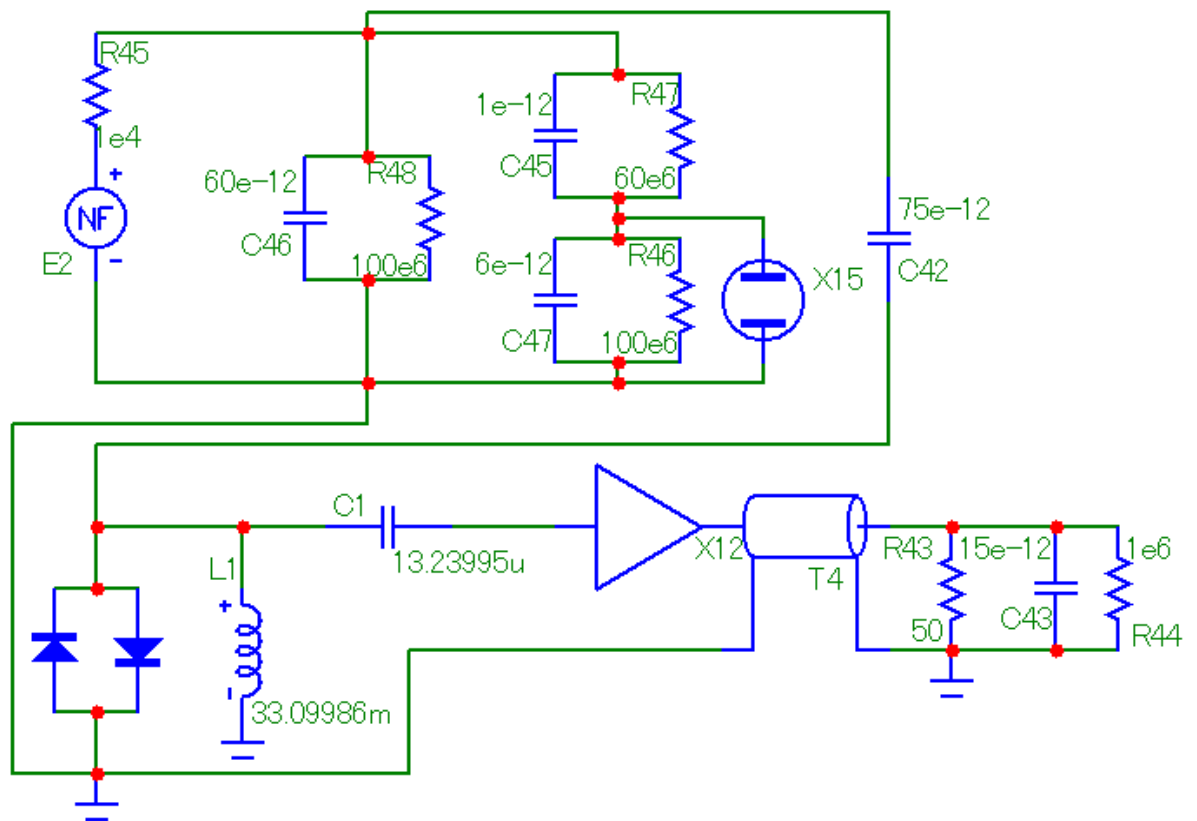 R45
1e4
+
NF
E2
-
60e-12
R48
C46
100e6
1e-12
R47
C45
60e6
6e-12
R46
C47
100e6
X15
75e-12
C42
C1
13.23995u
L1
+
-
33.09986m
X12
T4
R43
50
15e-12
C43
1e6
R44